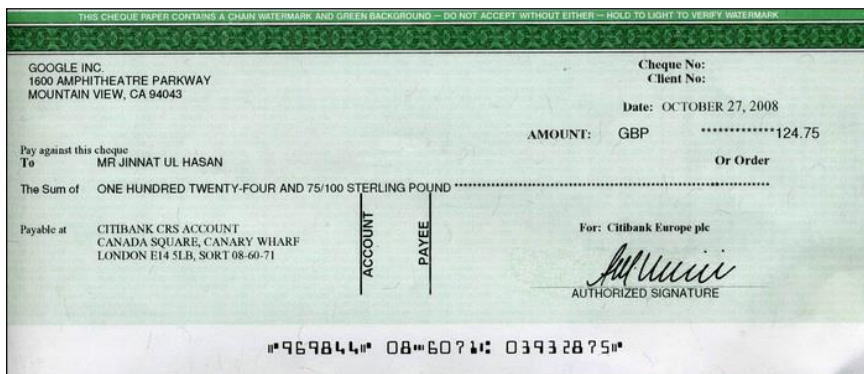 THIS CHEQUE PAPER CONTAINS A CHAIN WATERMARK AND GREEN BACKGROUND – DO NOT ACCEPT WITHOUT EITHER – HOLD TO LIGHT TO VERIFY WATERMARK
GOOGLE INC.
1600 AMPHITHEATRE PARKWAY
MOUNTAIN VIEW, CA 94043
Cheque No:
Client No:
Date: OCTOBER 27, 2008
AMOUNT: GBP *************124.75
Pay against this cheque
To MR JINNAT UL HASAN
Or Order
The Sum of ONE HUNDRED TWENTY-FOUR AND 75/100 STERLING POUND
Payable at CITIBANK CRS ACCOUNT
CANADA SQUARE, CANARY WHARF
LONDON E14 5LB, SORT 08-60-71
ACCOUNT
PAYEE
For: Citibank Europe plc
AUTHORIZED SIGNATURE
⑈969844⑈ 08⑉6071⑆ 03932875⑈